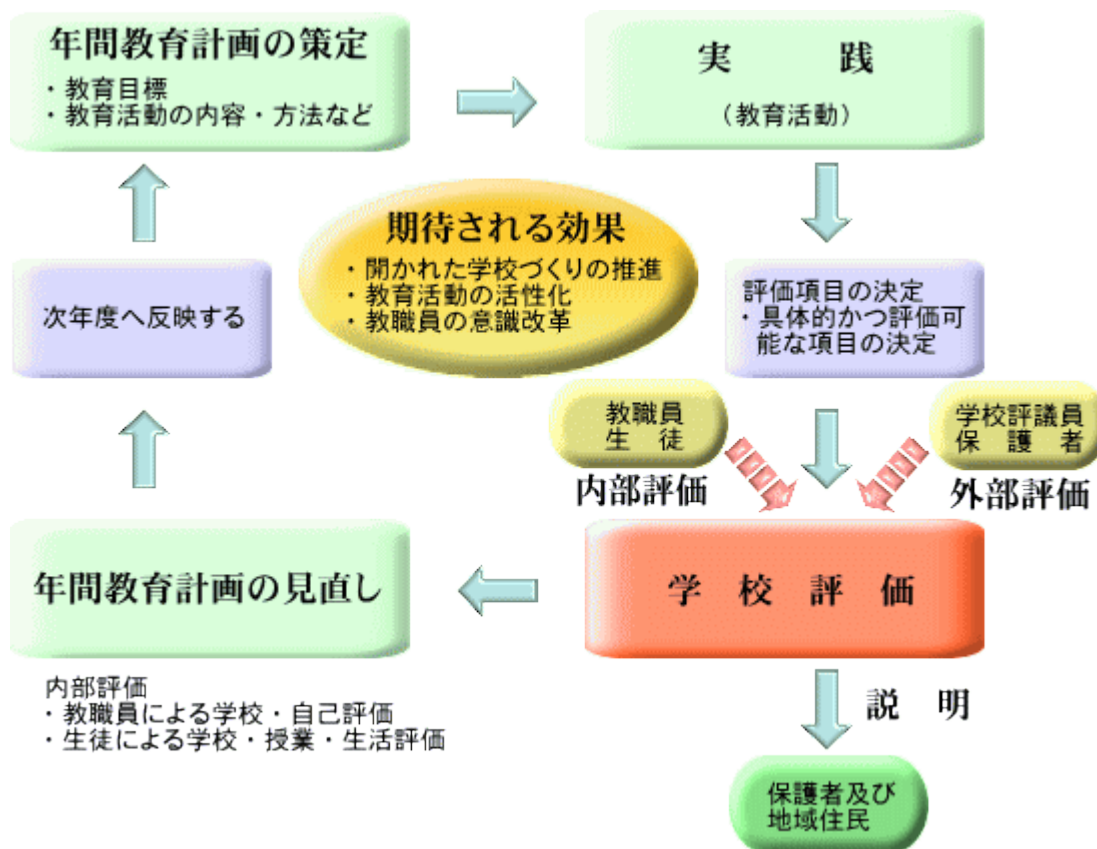 年間教育計画の策定
・教育目標
・教育活動の内容・方法など
実　　践
（教育活動）
期待される効果
・開かれた学校づくりの推進
・教育活動の活性化
・教職員の意識改革
次年度へ反映する
評価項目の決定
・具体的かつ評価可
能な項目の決定
教職員
生　徒
内部評価
学校評議員
保　護　者
外部評価
年間教育計画の見直し
学　校　評　価
内部評価
・教職員による学校・自己評価
・生徒による学校・授業・生活評価
説　明
保護者及び
地域住民